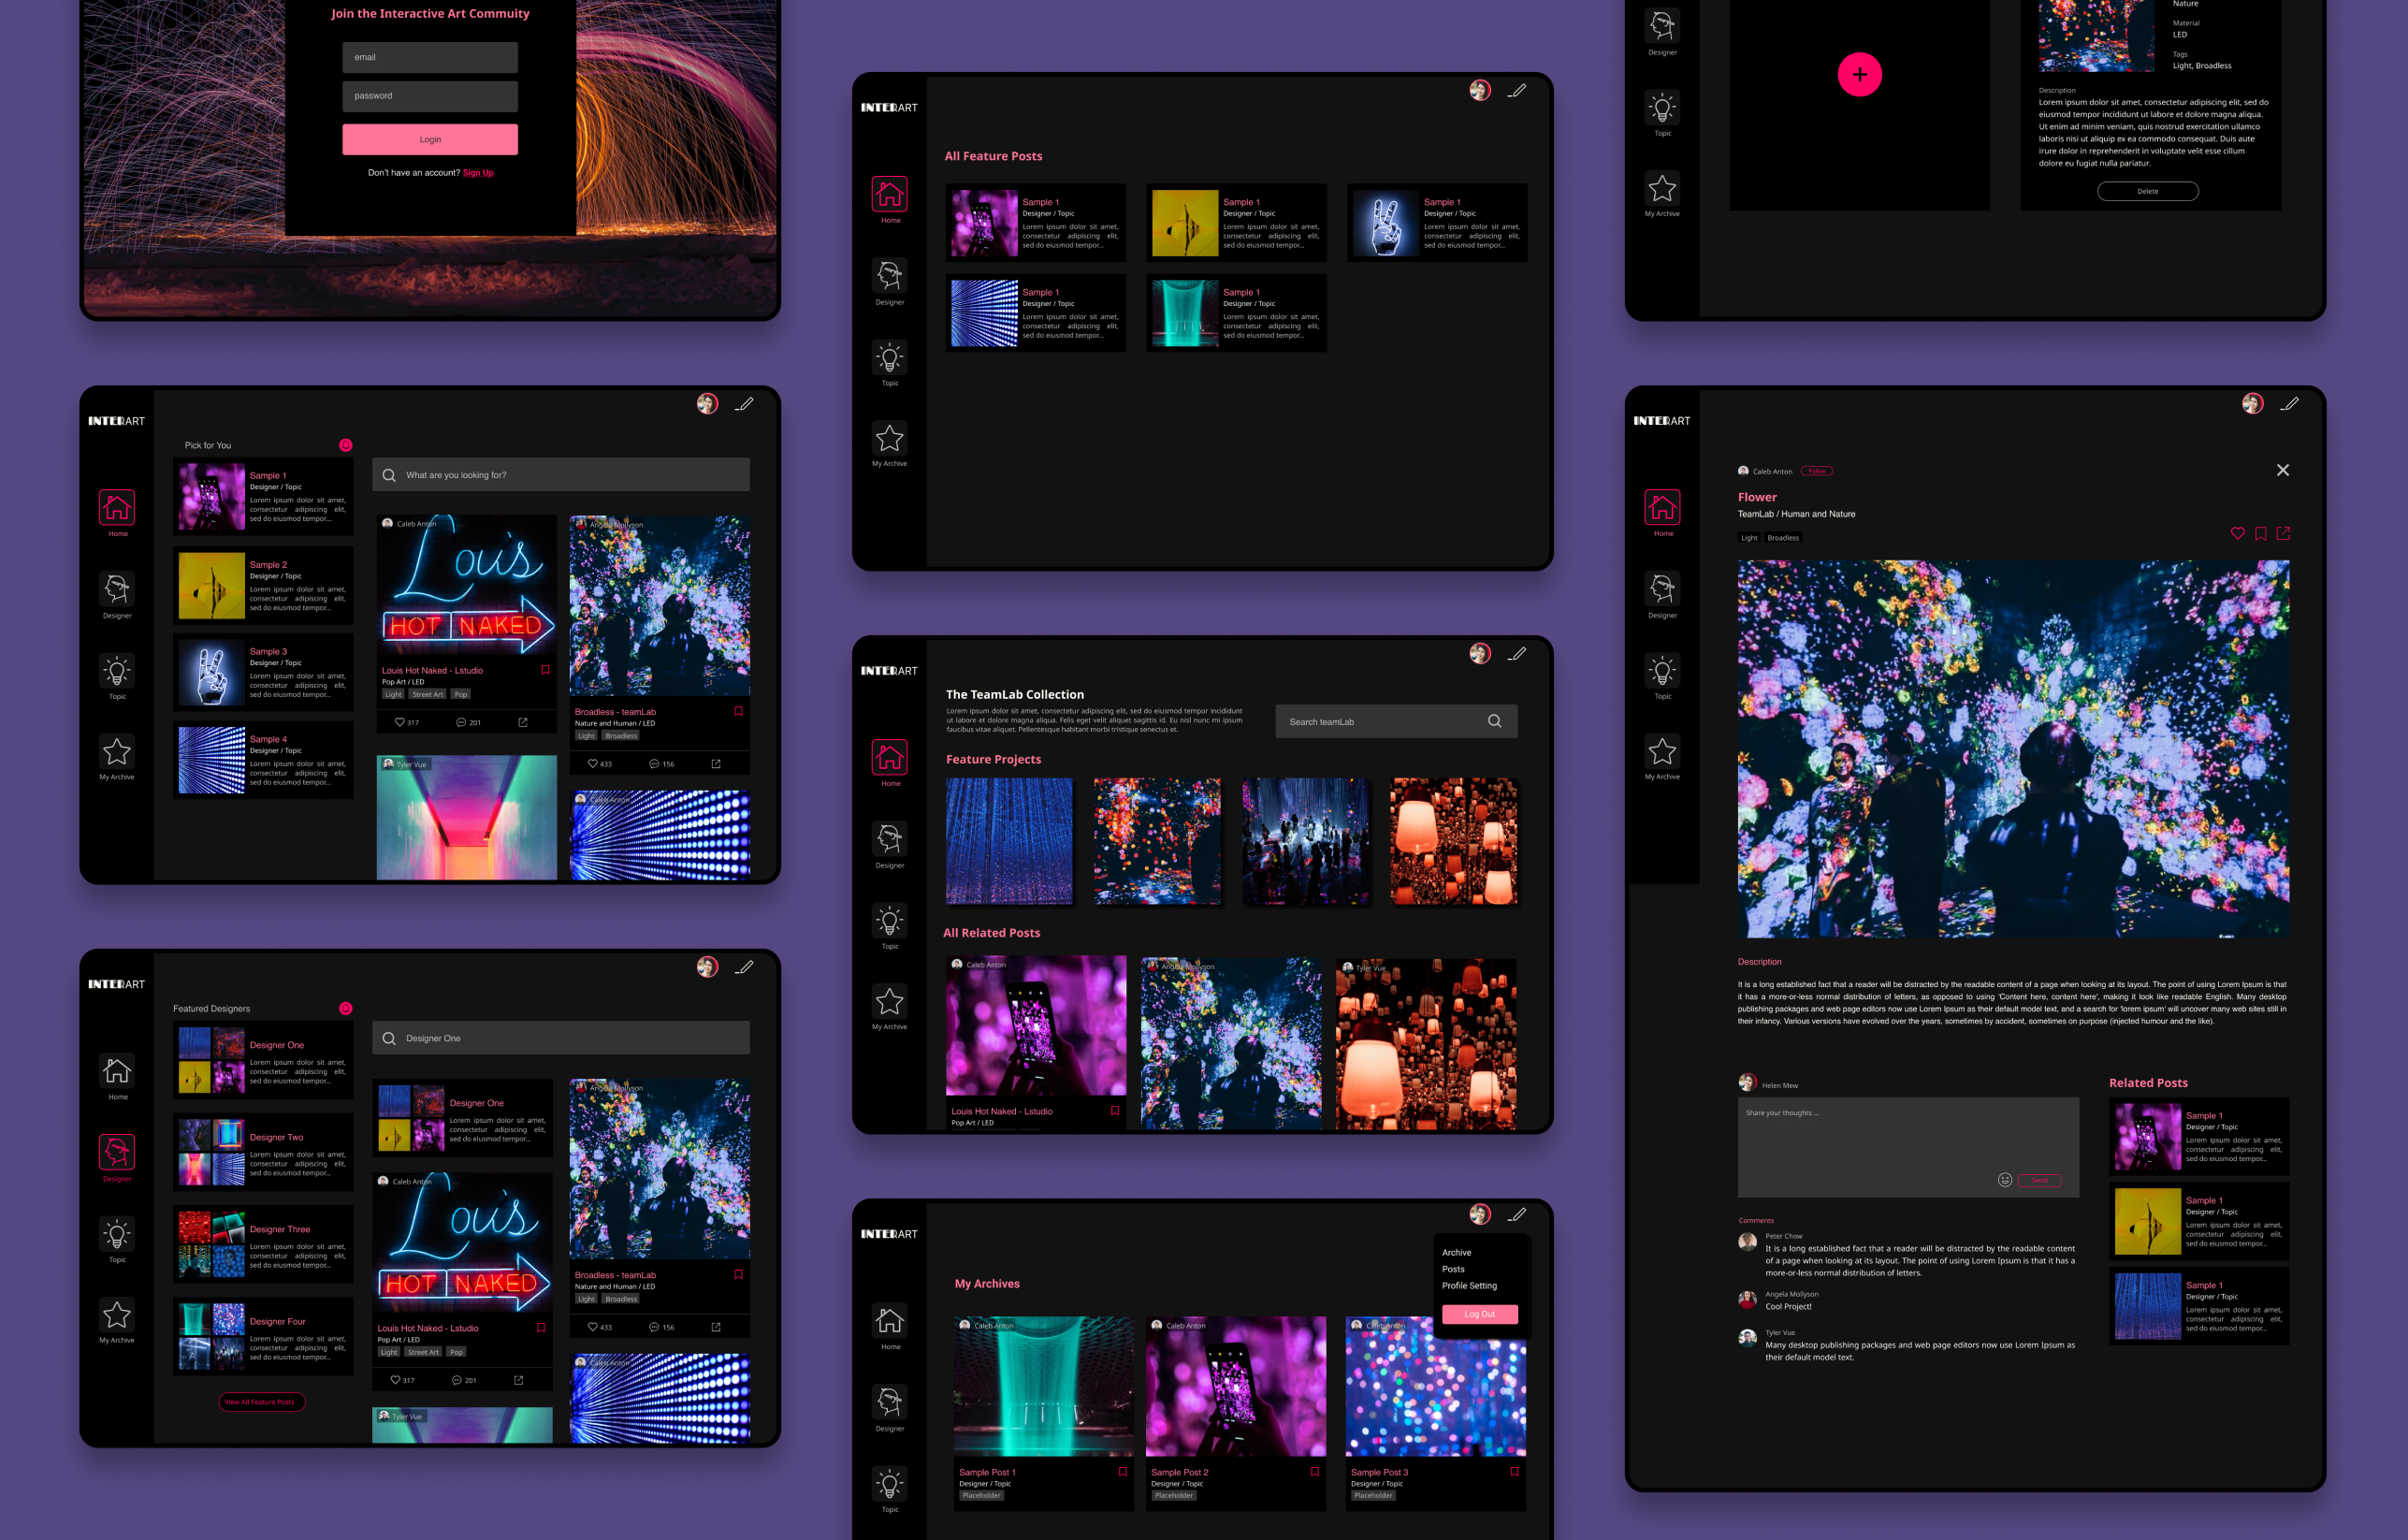 Join the Interactive Art Commuity
email
password
Login
Don't have an account? Sign Up
INTERART
Home
Designer
Topic
My Archive
Pick for You
Sample 1
Designer / Topic
Lorem ipsum dolor sit amet,
consectetur adipiscing elit,
sed do eiusmod tempor...
Sample 2
Designer / Topic
Lorem ipsum dolor sit amet,
consectetur adipiscing elit,
sed do eiusmod tempor...
Sample 3
Designer / Topic
Lorem ipsum dolor sit amet,
consectetur adipiscing elit,
sed do eiusmod tempor...
Sample 4
Designer / Topic
Lorem ipsum dolor sit amet,
consectetur adipiscing elit,
sed do eiusmod tempor...
What are you looking for?
Caleb Anton
Louis
HOT NAKED
Louis Hot Naked - Lstudio
Pop Art / LED
Light Street Art Pop
317 201
Tyler Vue
Angela Mollyson
Broadless - teamLab
Nature and Human / LED
Light Broadless
433 156
Caleb Anton
INTERART
Home
Designer
Topic
My Archive
Featured Designers
Designer One
Lorem ipsum dolor sit amet,
consectetur adipiscing elit,
sed do eiusmod tempor...
Designer Two
Lorem ipsum dolor sit amet,
consectetur adipiscing elit,
sed do eiusmod tempor...
Designer Three
Lorem ipsum dolor sit amet,
consectetur adipiscing elit,
sed do eiusmod tempor...
Designer Four
Lorem ipsum dolor sit amet,
consectetur adipiscing elit,
sed do eiusmod tempor...
View All Feature Posts
Designer One
Designer One
Lorem ipsum dolor sit amet,
consectetur adipiscing elit,
sed do eiusmod tempor...
Caleb Anton
Louis
HOT NAKED
Louis Hot Naked - Lstudio
Pop Art / LED
Light Street Art Pop
317 201
Tyler Vue
Angela Mollyson
Broadless - teamLab
Nature and Human / LED
Light Broadless
433 156
Caleb Anton
INTERART
Home
Designer
Topic
My Archive
All Feature Posts
Sample 1
Designer / Topic
Lorem ipsum dolor sit amet,
consectetur adipiscing elit,
sed do eiusmod tempor...
Sample 1
Designer / Topic
Lorem ipsum dolor sit amet,
consectetur adipiscing elit,
sed do eiusmod tempor...
Sample 1
Designer / Topic
Lorem ipsum dolor sit amet,
consectetur adipiscing elit,
sed do eiusmod tempor...
Sample 1
Designer / Topic
Lorem ipsum dolor sit amet,
consectetur adipiscing elit,
sed do eiusmod tempor...
Sample 1
Designer / Topic
Lorem ipsum dolor sit amet,
consectetur adipiscing elit,
sed do eiusmod tempor...
INTERART
Home
Designer
Topic
My Archive
The TeamLab Collection
Lorem ipsum dolor sit amet, consectetur adipiscing elit, sed do eiusmod tempor incididunt
ut labore et dolore magna aliqua. Felis eget velit aliquet sagittis id. Eu nisl nunc mi ipsum
faucibus vitae aliquet. Pellentesque habitant morbi tristique senectus et.
Search teamLab
Feature Projects
All Related Posts
Caleb Anton
Louis Hot Naked - Lstudio
Pop Art / LED
Angela Mollyson
Tyler Vue
INTERART
Home
Designer
Topic
Archive
Posts
Profile Setting
Log Out
My Archives
Caleb Anton
Sample Post 1
Designer / Topic
Placeholder
Caleb Anton
Sample Post 2
Designer / Topic
Placeholder
Caleb Anton
Sample Post 3
Designer / Topic
Placeholder
Designer
Topic
My Archive
+
Nature
Material
LED
Tags
Light, Broadless
Description
Lorem ipsum dolor sit amet, consectetur adipiscing elit, sed do
eiusmod tempor incididunt ut labore et dolore magna aliqua.
Ut enim ad minim veniam, quis nostrud exercitation ullamco
laboris nisi ut aliquip ex ea commodo consequat. Duis aute
irure dolor in reprehenderit in voluptate velit esse cillum
dolore eu fugiat nulla pariatur.
Delete
INTERART
Home
Designer
Topic
My Archive
Caleb Anton Follow
Flower
TeamLab / Human and Nature
Light Broadless
Description
It is a long established fact that a reader will be distracted by the readable content of a page when looking at its layout. The point of using Lorem Ipsum is that
it has a more-or-less normal distribution of letters, as opposed to using 'Content here, content here', making it look like readable English. Many desktop
publishing packages and web page editors now use Lorem Ipsum as their default model text, and a search for 'lorem ipsum' will uncover many web sites still in
their infancy. Various versions have evolved over the years, sometimes by accident, sometimes on purpose (injected humour and the like).
Helen Mew
Share your thoughts ...
Send
Comments
Peter Chow
It is a long established fact that a reader will be distracted by the readable content
of a page when looking at its layout. The point of using Lorem Ipsum is that it has a
more-or-less normal distribution of letters.
Angela Mollyson
Cool Project!
Tyler Vue
Many desktop publishing packages and web page editors now use Lorem Ipsum as
their default model text.
Related Posts
Sample 1
Designer / Topic
Lorem ipsum dolor sit amet,
consectetur adipiscing elit,
sed do eiusmod tempor...
Sample 1
Designer / Topic
Lorem ipsum dolor sit amet,
consectetur adipiscing elit,
sed do eiusmod tempor...
Sample 1
Designer / Topic
Lorem ipsum dolor sit amet,
consectetur adipiscing elit,
sed do eiusmod tempor...